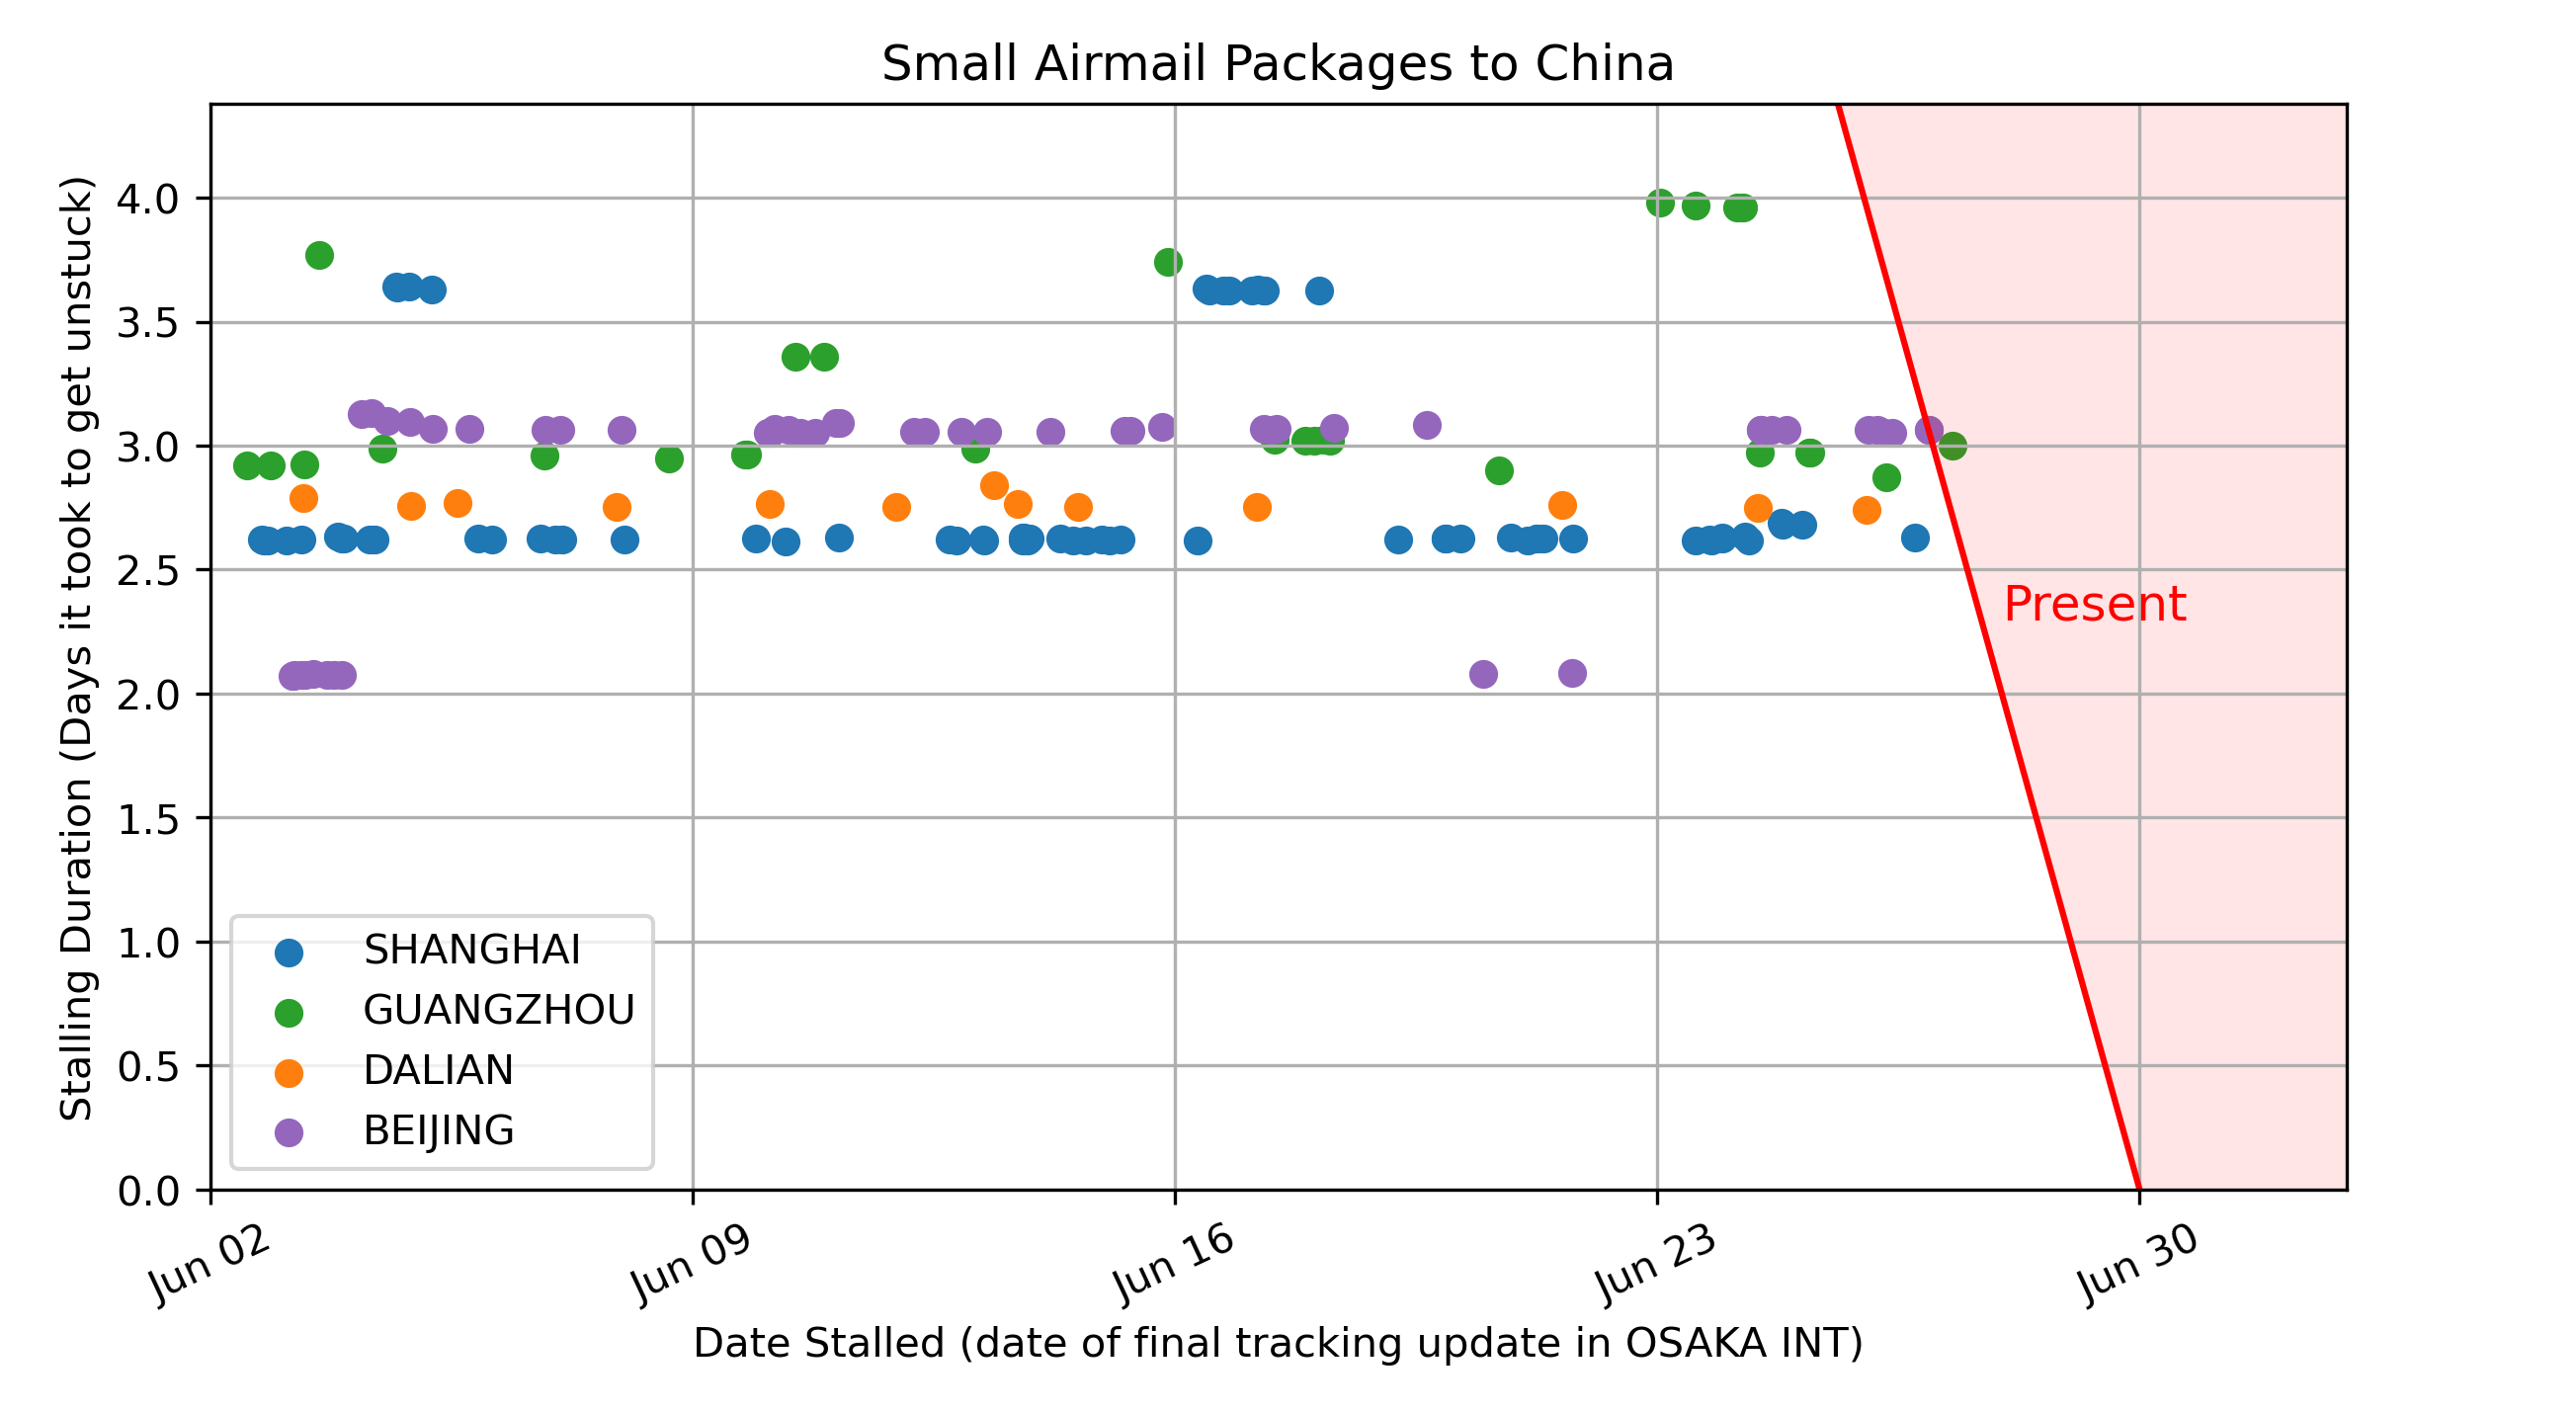 Small Airmail Packages to China
Stalling Duration (Days it took to get unstuck)
4.0
3.5
3.0
2.5
2.0
1.5
1.0
0.5
0.0
Present
SHANGHAI
GUANGZHOU
DALIAN
BEIJING
Jun 02
Jun 09
Jun 16
Jun 23
Jun 30
Date Stalled (date of final tracking update in OSAKA INT)